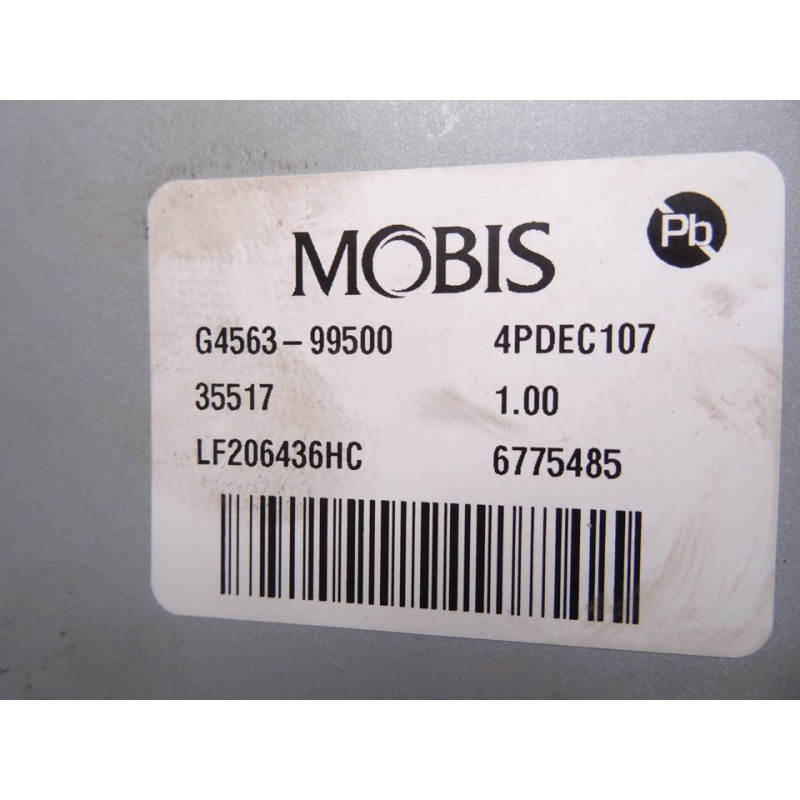 MOBIS
Pb
G4563-99500 4PDEC107
35517 1.00
LF206436HC 6775485